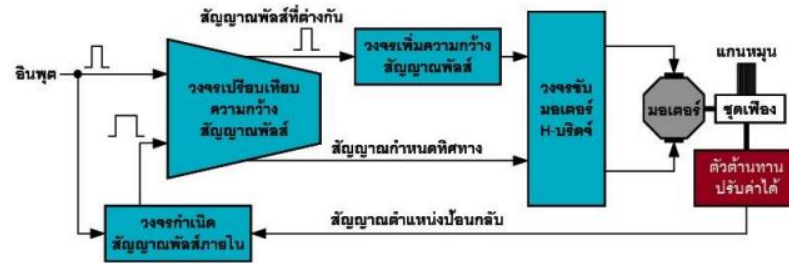 สัญญาณพัลส์ที่ต่างกัน
อินพุต
วงจรเปรียบเทียบ
ความกว้าง
สัญญาณพัลส์
วงจรเพิ่มความกว้าง
สัญญาณพัลส์
วงจรขับ
มอเตอร์
H-บริดจ์
แกนหมุน
มอเตอร์
ชุดเฟือง
สัญญาณกำหนดทิศทาง
ตัวต้านทาน
ปรับค่าได้
วงจรกำเนิด
สัญญาณพัลส์ภายใน
สัญญาณตำแหน่งป้อนกลับ